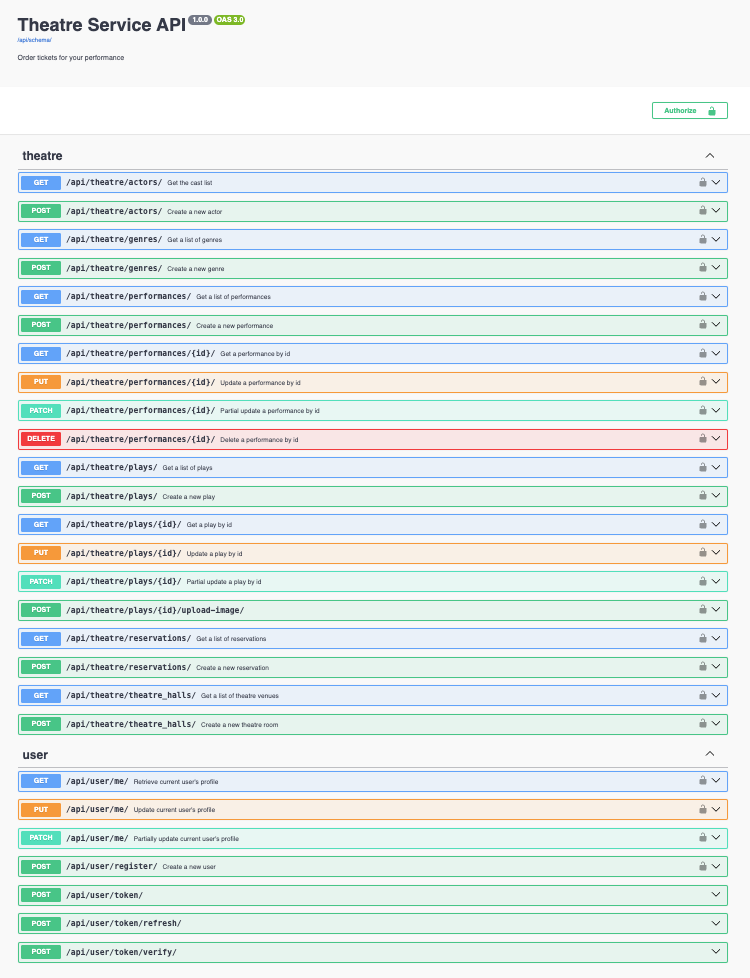 Theatre Service API 1.0.0 OAS 3.0
/api/schema/
Order tickets for your performance
Authorize
theatre
GET /api/theatre/actors/ Get the cast list
POST /api/theatre/actors/ Create a new actor
GET /api/theatre/genres/ Get a list of genres
POST /api/theatre/genres/ Create a new genre
GET /api/theatre/performances/ Get a list of performances
POST /api/theatre/performances/ Create a new performance
GET /api/theatre/performances/{id}/ Get a performance by id
PUT /api/theatre/performances/{id}/ Update a performance by id
PATCH /api/theatre/performances/{id}/ Partial update a performance by id
DELETE /api/theatre/performances/{id}/ Delete a performance by id
GET /api/theatre/plays/ Get a list of plays
POST /api/theatre/plays/ Create a new play
GET /api/theatre/plays/{id}/ Get a play by id
PUT /api/theatre/plays/{id}/ Update a play by id
PATCH /api/theatre/plays/{id}/ Partial update a play by id
POST /api/theatre/plays/{id}/upload-image/
GET /api/theatre/reservations/ Get a list of reservations
POST /api/theatre/reservations/ Create a new reservation
GET /api/theatre/theatre_halls/ Get a list of theatre venues
POST /api/theatre/theatre_halls/ Create a new theatre room
user
GET /api/user/me/ Retrieve current user's profile
PUT /api/user/me/ Update current user's profile
PATCH /api/user/me/ Partially update current user's profile
POST /api/user/register/ Create a new user
POST /api/user/token/
POST /api/user/token/refresh/
POST /api/user/token/verify/